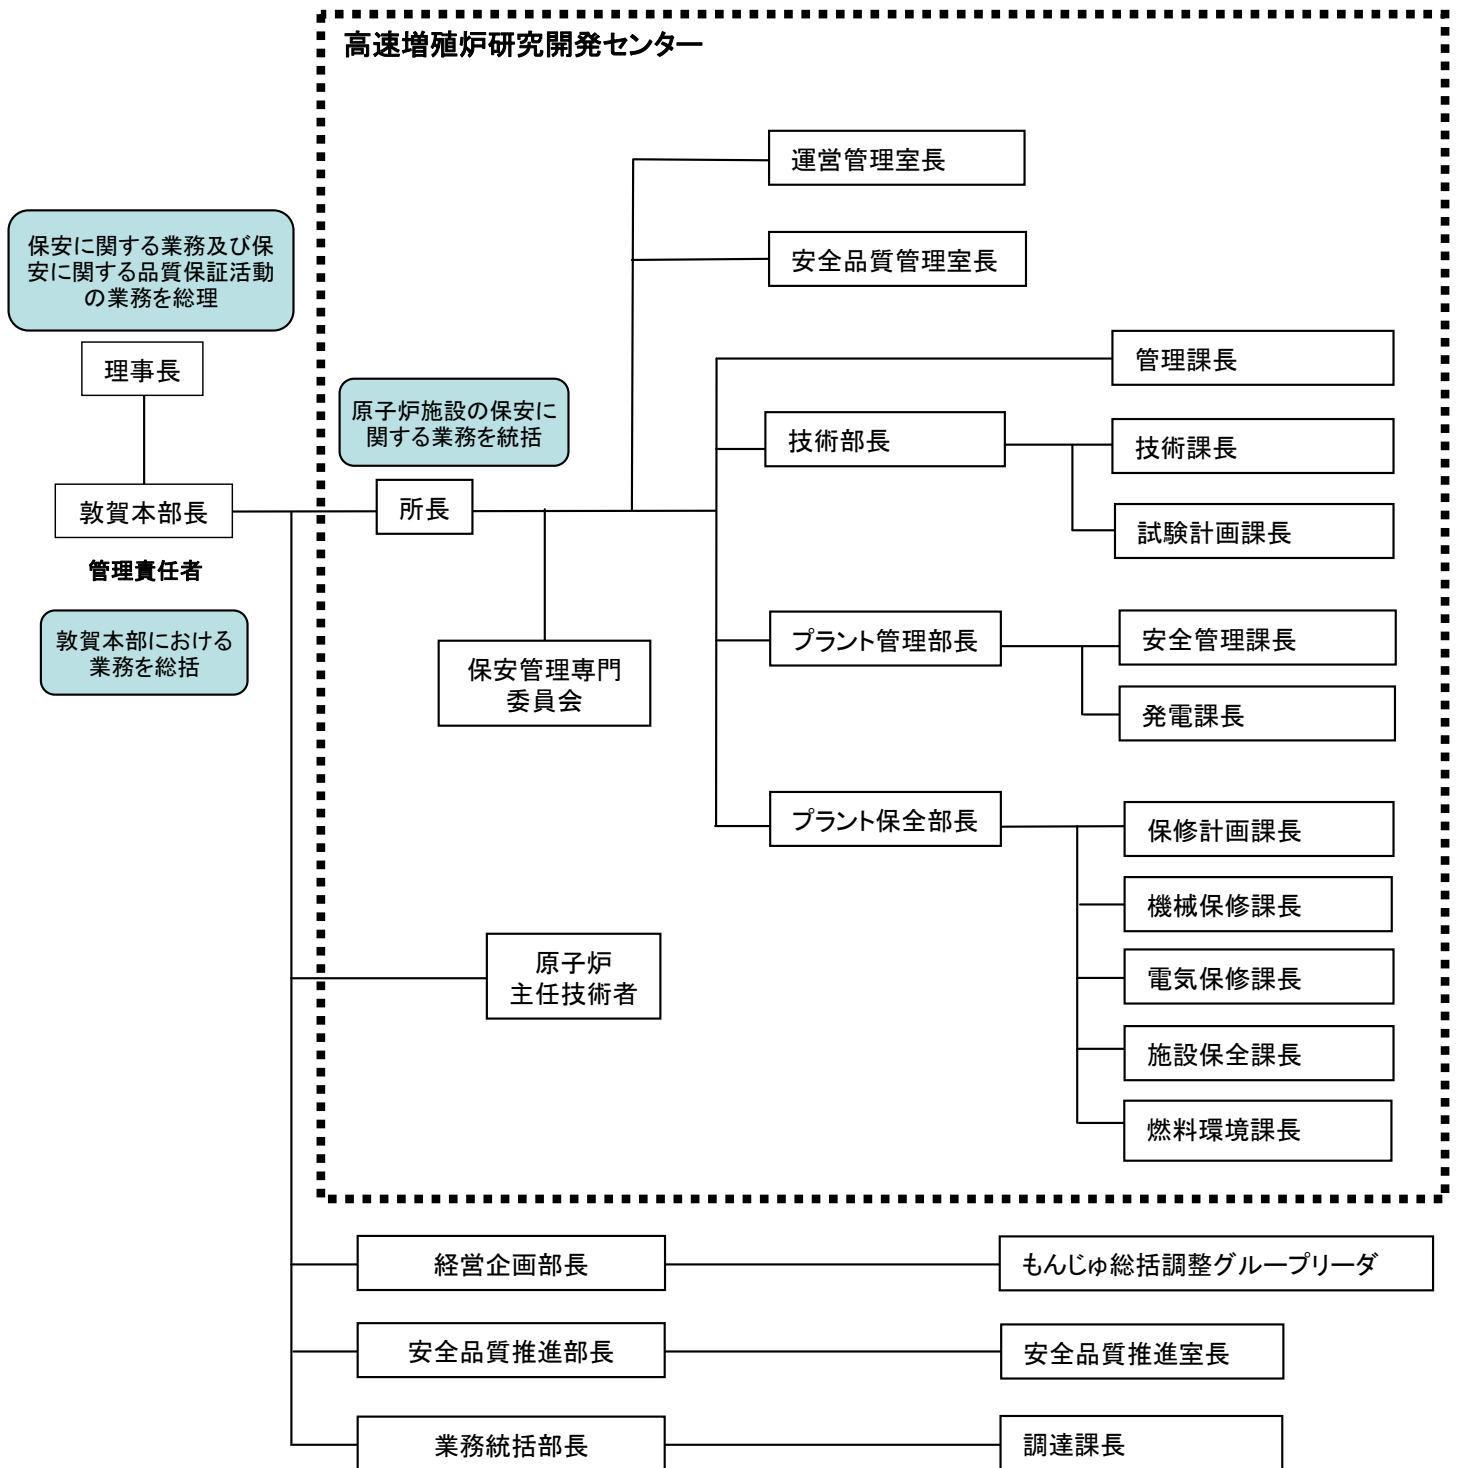 高速増殖炉研究開発センター
運営管理室長
安全品質管理室長
保安に関する業務及び保
安に関する品質保証活動
の業務を総理
理事長
敦賀本部長
管理責任者
敦賀本部における
業務を総括
原子炉施設の保安に
関する業務を統括
所長
保安管理専門
委員会
管理課長
技術部長
技術課長
試験計画課長
プラント管理部長
安全管理課長
発電課長
プラント保全部長
保修計画課長
機械保修課長
電気保修課長
施設保全課長
燃料環境課長
原子炉
主任技術者
経営企画部長
もんじゅ総括調整グループリーダ
安全品質推進部長
安全品質推進室長
業務統括部長
調達課長